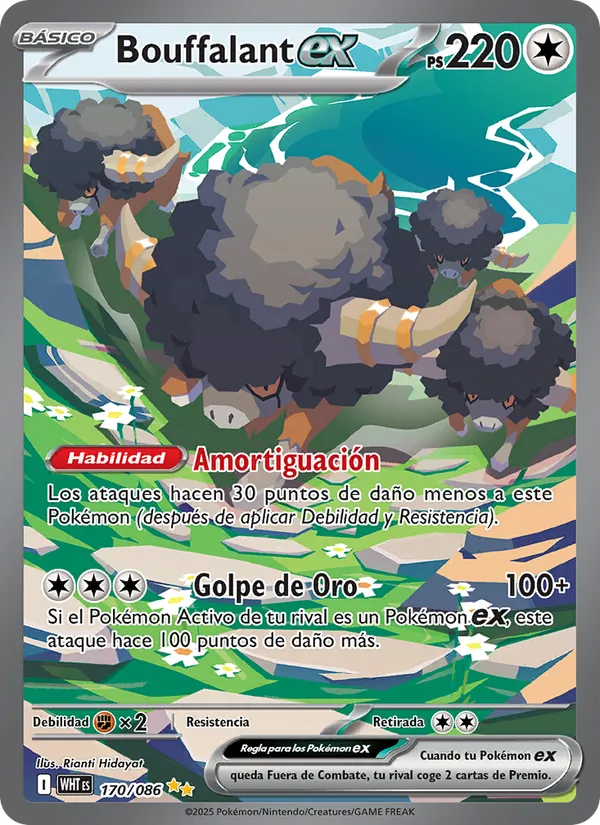 BÁSICO
Bouffalant ex PS 220
Habilidad Amortiguación
Los ataques hacen 30 puntos de daño menos a este
Pokémon (después de aplicar Debilidad y Resistencia).
Golpe de Oro 100+
Si el Pokémon Activo de tu rival es un Pokémon ex, este
ataque hace 100 puntos de daño más.
Debilidad ×2 Resistencia Retirada
Regla para los Pokémon ex Cuando tu Pokémon ex
queda Fuera de Combate, tu rival coge 2 cartas de Premio.
Ilus. Rianti Hidayat
I WHT ES 170/086
©2025 Pokémon/Nintendo/Creatures/GAME FREAK